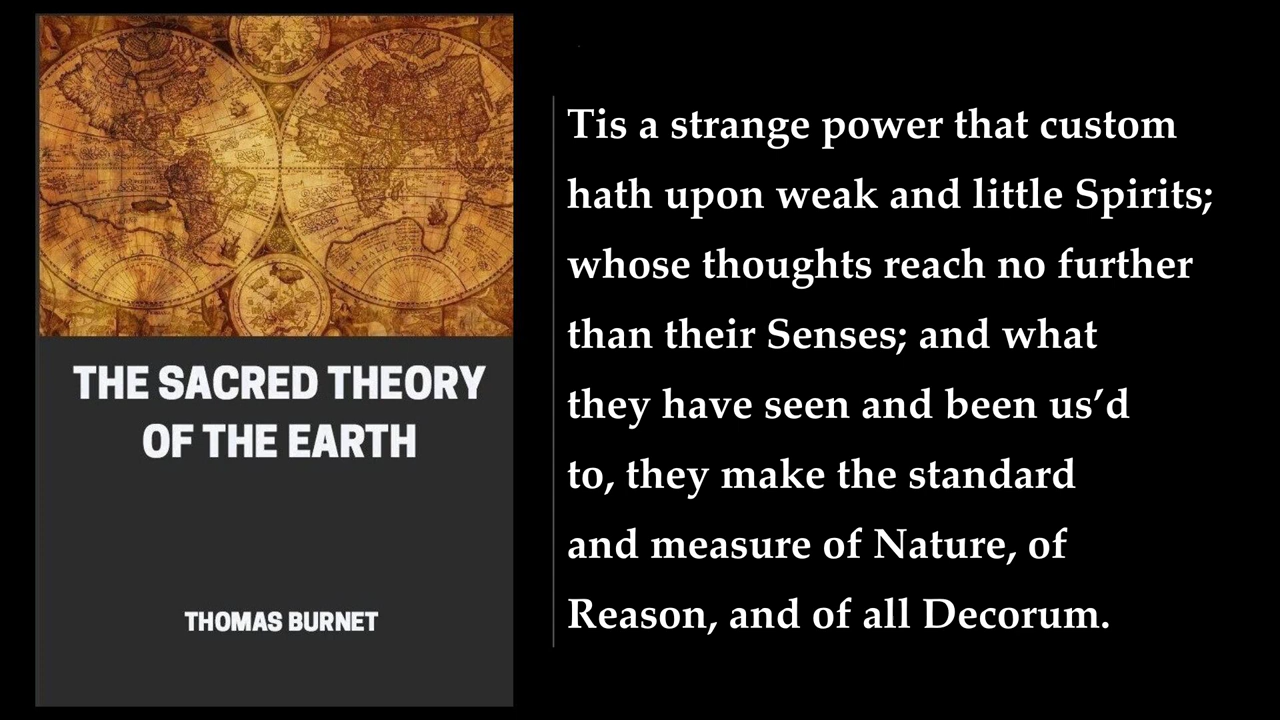 THE SACRED THEORY
OF THE EARTH
THOMAS BURNET
Tis a strange power that custom
hath upon weak and little Spirits;
whose thoughts reach no further
than their Senses; and what
they have seen and been us’d
to, they make the standard
and measure of Nature, of
Reason, and of all Decorum.